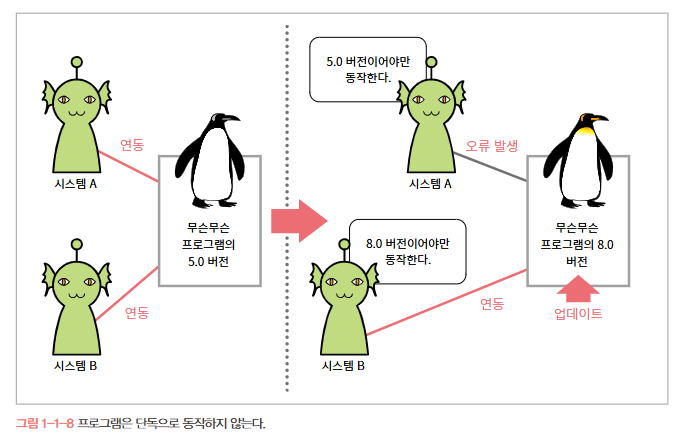 연동
시스템 A
무슨무슨
프로그램의
5.0 버전
연동
시스템 B
5.0 버전이어야만
동작한다.
오류 발생
시스템 A
무슨무슨
프로그램의 8.0
버전
8.0 버전이어야만
동작한다.
연동
업데이트
시스템 B
그림 1-1-8 프로그램은 단독으로 동작하지 않는다.